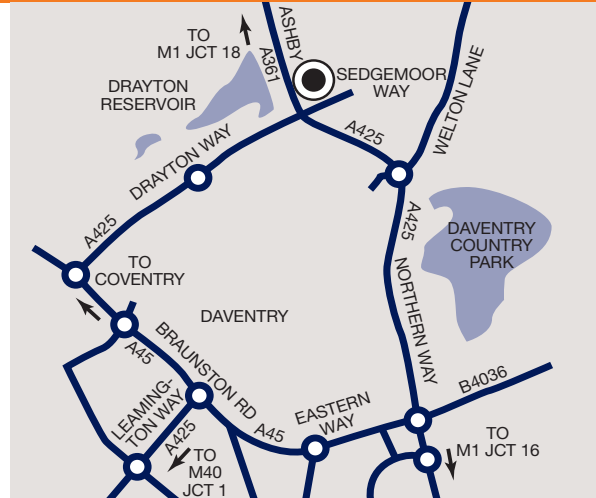 ASHBY
TO
M1 JCT 18
A361
SEDGEMOOR
WAY
DRAYTON
RESERVOIR
WELTON LANE
A425
DRAYTON WAY
A425
DAVENTRY
COUNTRY
PARK
A425
TO
COVENTRY
NORTHERN WAY
DAVENTRY
A45
BRAUNSTON RD
B4036
LEAMING-
TON WAY
A425
EASTERN
WAY
A45
TO
M1 JCT 16
TO
M40
JCT 1